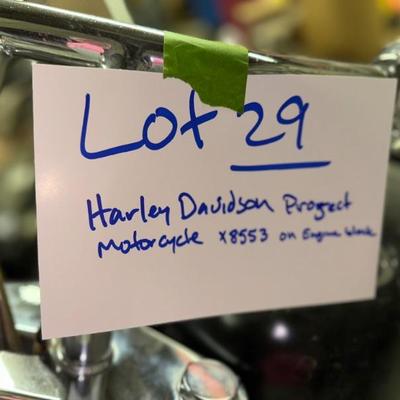 Lot 29
Harley Davidson Project
Motorcycle x8553 on Engine block